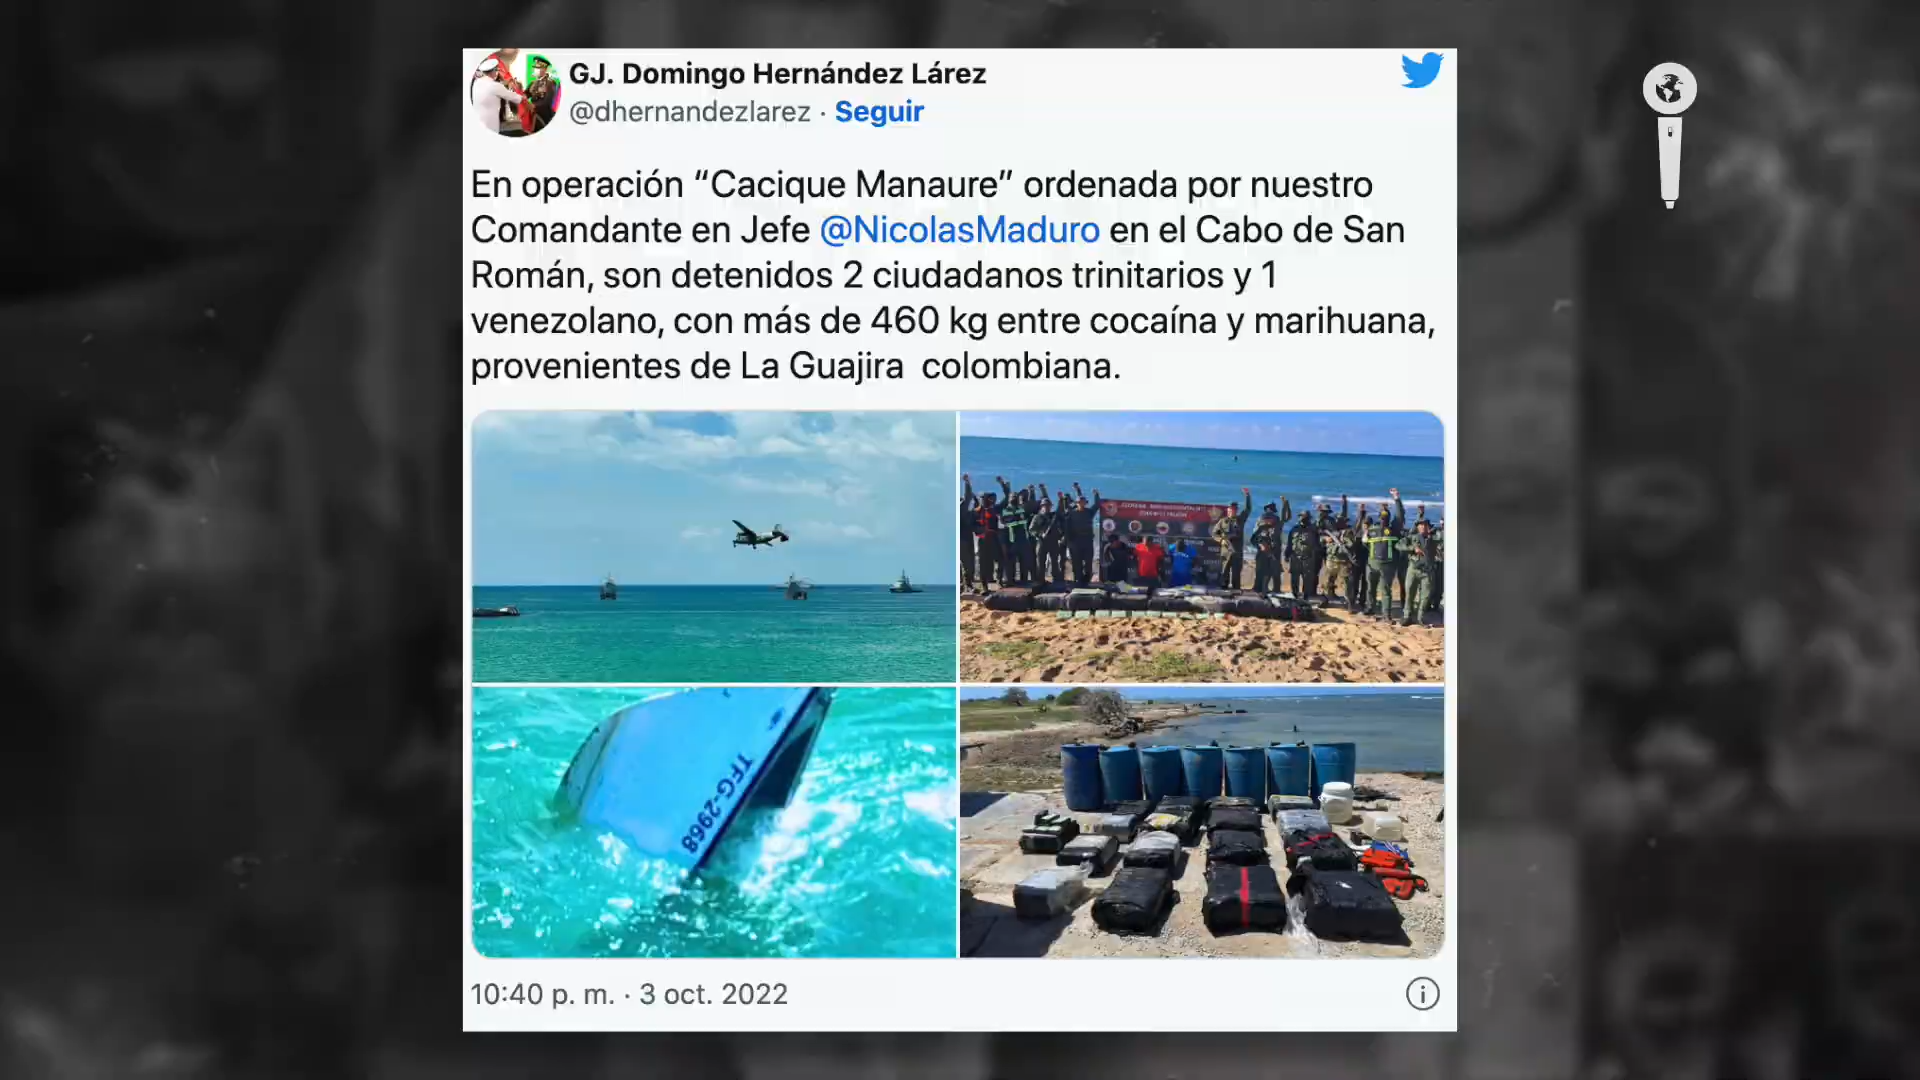 GJ. Domingo Hernández Lárez
@dhernandezlarez · Seguir
En operación “Cacique Manaure” ordenada por nuestro
Comandante en Jefe @NicolasMaduro en el Cabo de San
Román, son detenidos 2 ciudadanos trinitarios y 1
venezolano, con más de 460 kg entre cocaína y marihuana,
provenientes de La Guajira colombiana.
TFG-2968
10:40 p. m. · 3 oct. 2022